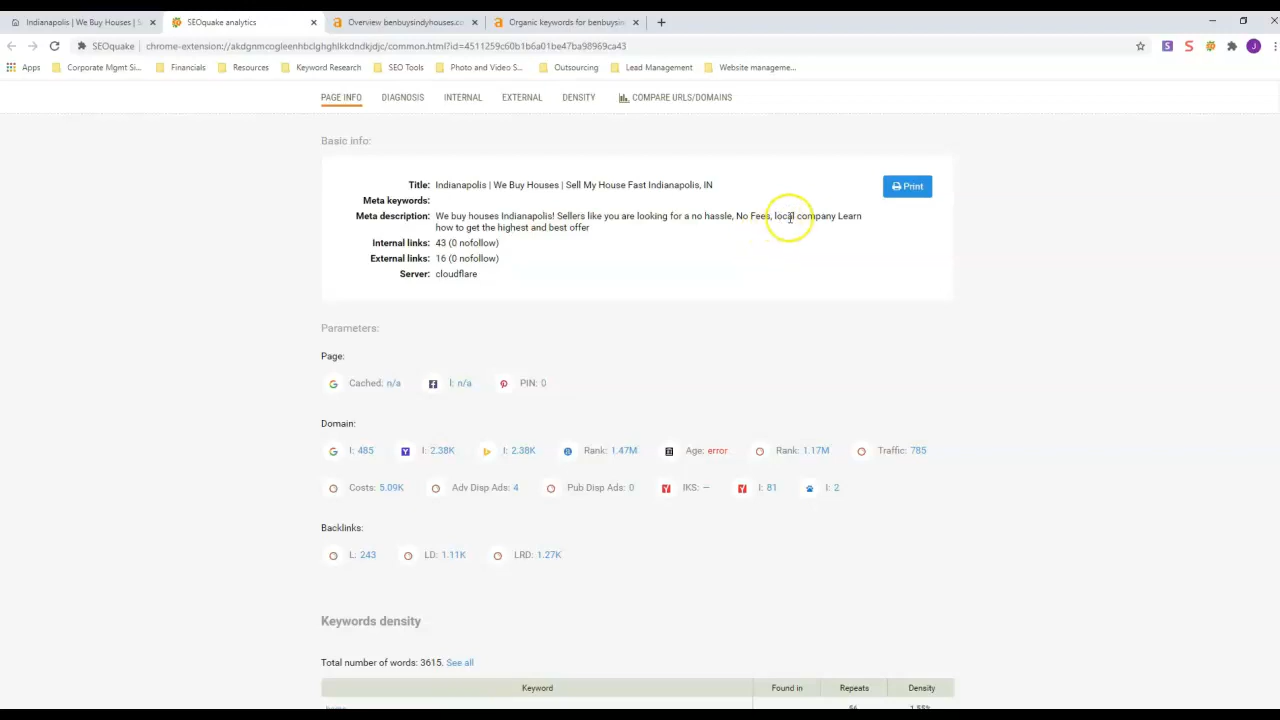 Indianapolis | We Buy Houses | S
SEOquake analytics
Overview benbuysindyhouses.co
Organic keywords for benbuysin
SEOquake
chrome-extension://akdgnmcogleenhbclghghlkkdndkjdjc/common.html?id=4511259c60b1b6a01be47ba98969ca43
Apps
Corporate Mgmt Si...
Financials
Resources
Keyword Research
SEO Tools
Photo and Video S...
Outsourcing
Lead Management
Website manageme...
PAGE INFO
DIAGNOSIS
INTERNAL
EXTERNAL
DENSITY
COMPARE URLS/DOMAINS
Basic info:
Title: Indianapolis | We Buy Houses | Sell My House Fast Indianapolis, IN
Print
Meta keywords:
Meta description: We buy houses Indianapolis! Sellers like you are looking for a no hassle, No Fees, local company Learn
how to get the highest and best offer
Internal links: 43 (0 nofollow)
External links: 16 (0 nofollow)
Server: cloudflare
Parameters:
Page:
Cached: n/a
l: n/a
PIN: 0
Domain:
I: 485
I: 2.38K
I: 2.38K
Rank: 1.47M
Age: error
Rank: 1.17M
Traffic: 785
Costs: 5.09K
Adv Disp Ads: 4
Pub Disp Ads: 0
IKS: —
I: 81
I: 2
Backlinks:
L: 243
LD: 1.11K
LRD: 1.27K
Keywords density
Total number of words: 3615. See all
Keyword
Found in
Repeats
Density